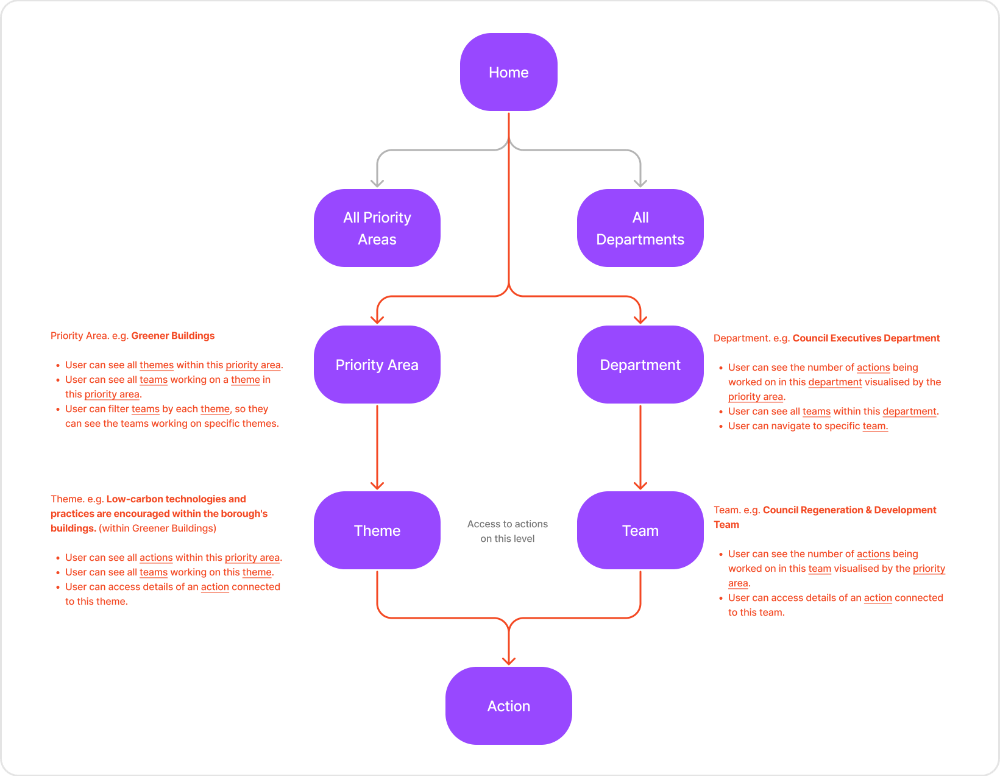 Home
All Priority
Areas
All
Departments
Priority Area. e.g. Greener Buildings
• User can see all themes within this priority area.
• User can see all teams working on a theme in
this priority area.
• User can filter teams by each theme, so they
can see the teams working on specific themes.
Priority Area
Department
Department. e.g. Council Executives Department
• User can see the number of actions being
worked on in this department visualised by the
priority area.
• User can see all teams within this department.
• User can navigate to specific team.
Theme. e.g. Low-carbon technologies and
practices are encouraged within the borough's
buildings. (within Greener Buildings)
• User can see all actions within this priority area.
• User can see all teams working on this theme.
• User can access details of an action connected
to this theme.
Theme
Access to actions
on this level
Team
Team. e.g. Council Regeneration & Development
Team
• User can see the number of actions being
worked on in this team visualised by the priority
area.
• User can access details of an action connected
to this team.
Action